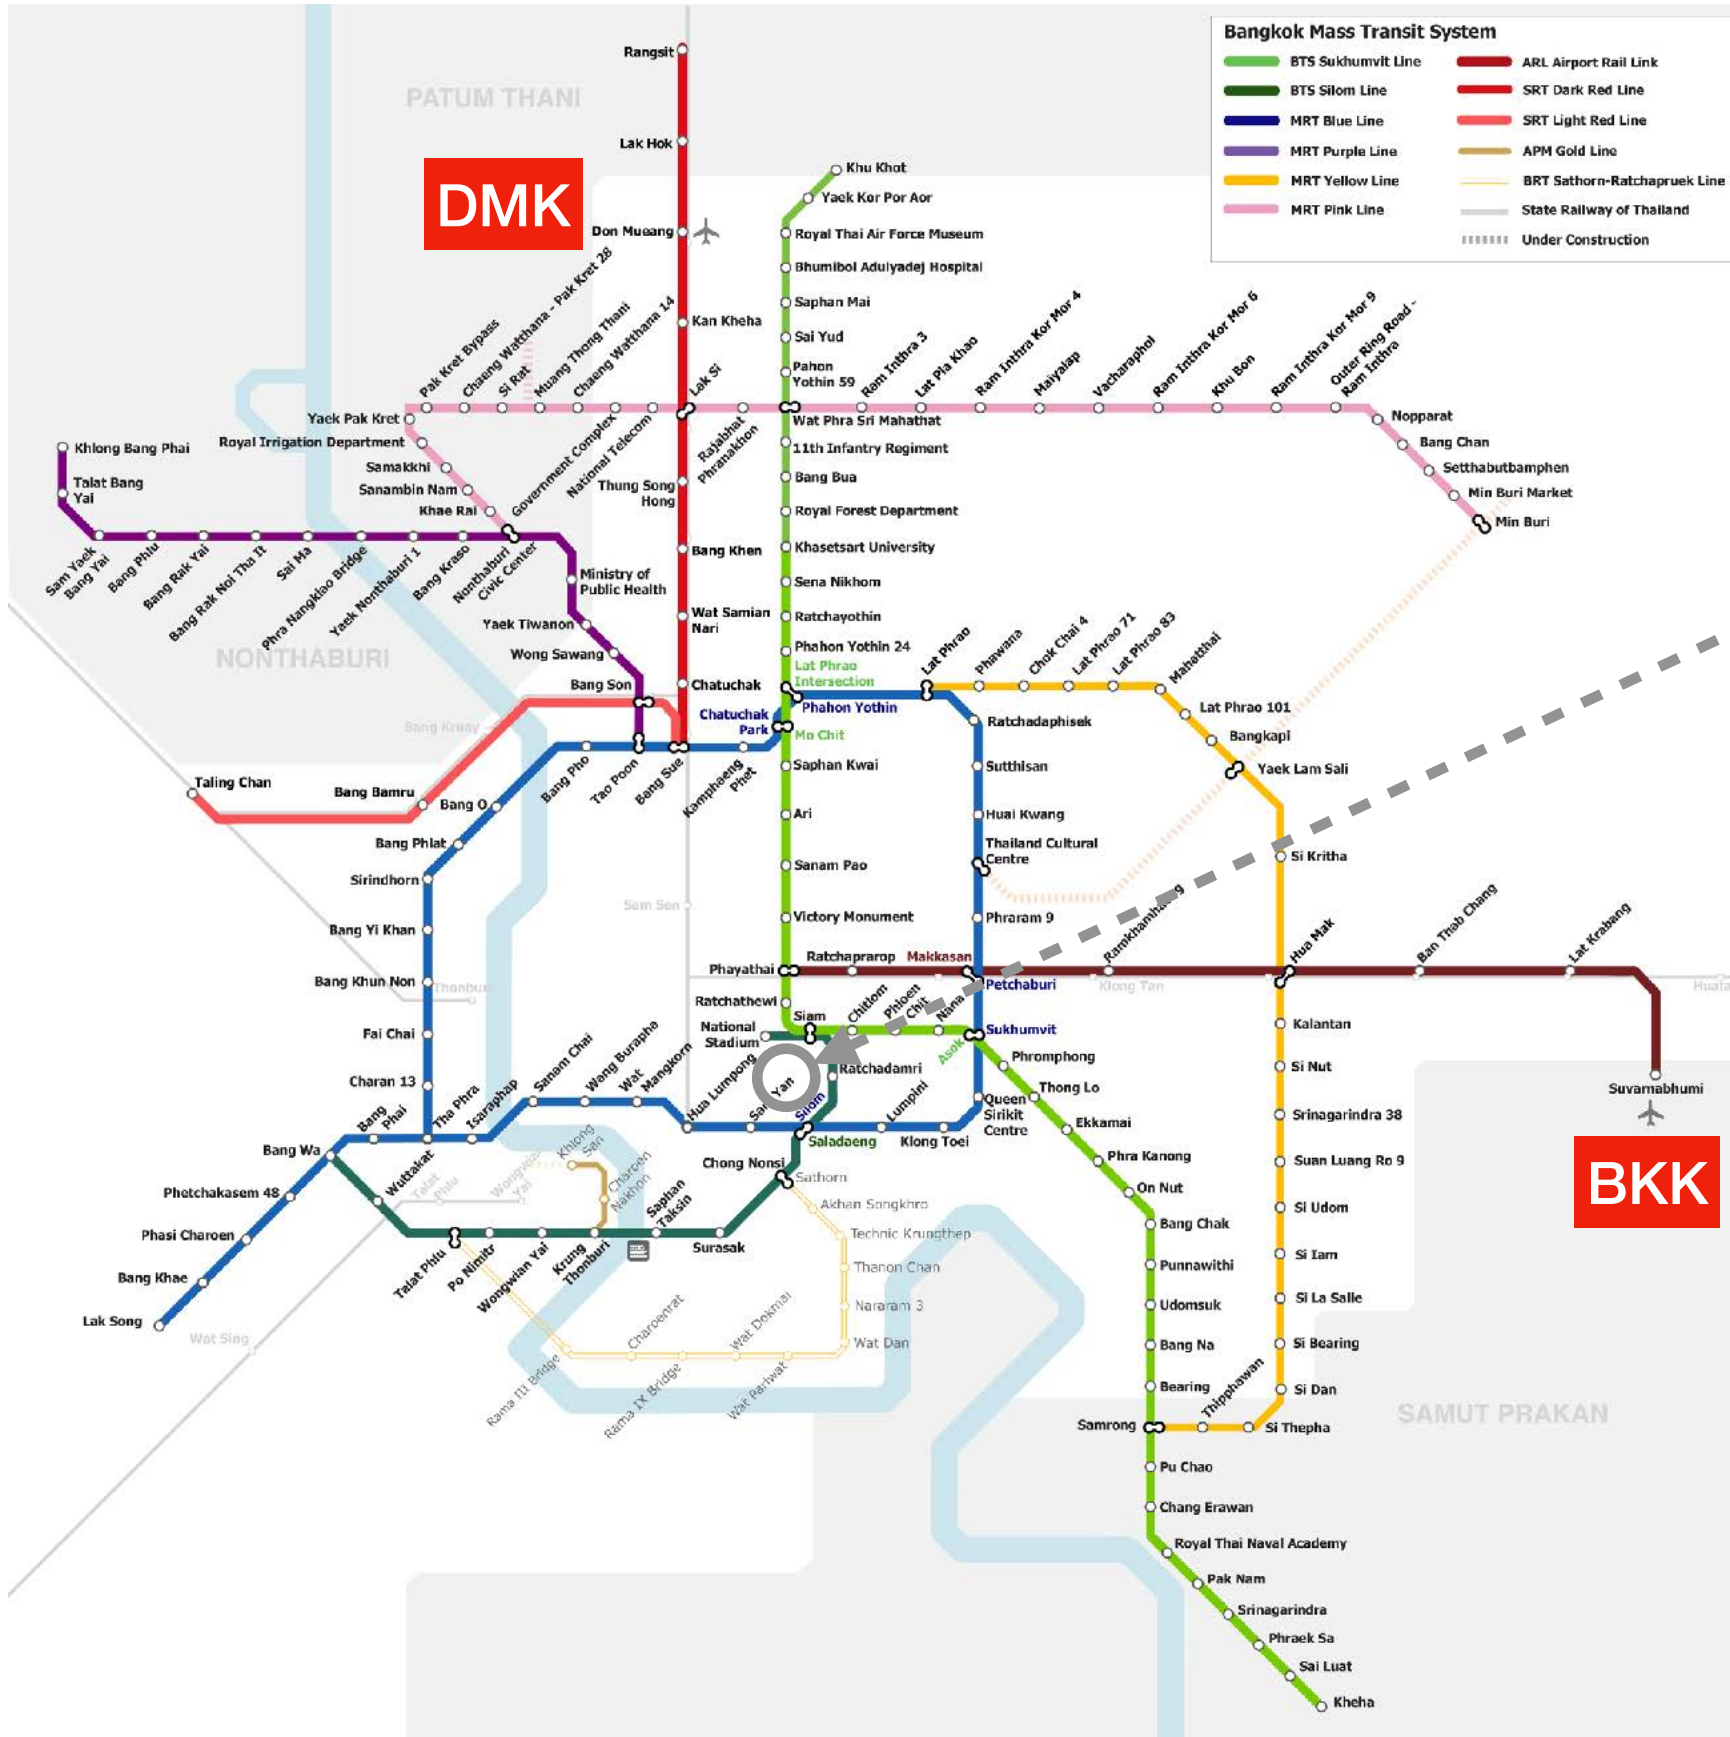 Bangkok Mass Transit System
BTS Sukhumvit Line
BTS Silom Line
MRT Blue Line
MRT Purple Line
MRT Yellow Line
MRT Pink Line
ARL Airport Rail Link
SRT Dark Red Line
SRT Light Red Line
APM Gold Line
BRT Sathorn-Ratchapruek Line
State Railway of Thailand
Under Construction
PATUM THANI
DMK
Rangsit
Lak Hok
Don Mueang
Kan Kheha
Lak Si
Thung Song
Hong
Bang Khen
Wat Samian
Nari
Chatuchak
Khu Khot
Yaek Kor Por Aor
Royal Thai Air Force Museum
Bhumibol Adulyadej Hospital
Saphan Mai
Sai Yud
Pahon
Yothin 59
Wat Phra Sri Mahathat
11th Infantry Regiment
Bang Bua
Royal Forest Department
Khasetsart University
Sena Nikhom
Ratchayothin
Phahon Yothin 24
Lat Phrao
Intersection
Phahon Yothin
Chatuchak
Park
Mo Chit
Saphan Kwai
Ari
Sanam Pao
Victory Monument
Phayathai
Ratchathewi
Siam
National
Stadium
Pak Kret Bypass
Chaeng Watthana - Pak Kret 28
Si Rat
Muang Thong Thani
Chaeng Watthana 14
Government Complex
National Telecom
Rajabhat
Phranakhon
Ram Inthra 3
Lat Pla Khao
Ram Inthra Kor Mor 4
Maiyalap
Vacharaphol
Ram Inthra Kor Mor 6
Khu Bon
Ram Inthra Kor Mor 9
Outer Ring Road -
Ram Inthra
Nopparat
Bang Chan
Setthabutbamphen
Min Buri Market
Min Buri
Yaek Pak Kret
Royal Irrigation Department
Samakkhi
Sanambin Nam
Khae Rai
Khlong Bang Phai
Talat Bang
Yai
Sam Yaek
Bang Yai
Bang Phlu
Bang Rak Yai
Bang Rak Noi Tha It
Sai Ma
Phra Nangklao Bridge
Yaek Nonthaburi 1
Bang Kraso
Nonthaburi
Civic Center
Ministry of
Public Health
Yaek Tiwanon
Wong Sawang
Bang Son
NONTHABURI
Bang Kruay
Taling Chan
Bang Bamru
Bang O
Bang Pho
Tao Poon
Bang Sue
Kamphaeng
Phet
Bang Phlat
Sirindhorn
Bang Yi Khan
Bang Khun Non
Thonburi
Fai Chai
Charan 13
Sam Sen
Lat Phrao
Phawana
Chok Chai 4
Lat Phrao 71
Lat Phrao 83
Mahatthai
Lat Phrao 101
Bangkapi
Yaek Lam Sali
Si Kritha
Ratchadaphisek
Sutthisan
Huai Kwang
Thailand Cultural
Centre
Phraram 9
Ratchaprarop
Makkasan
Petchaburi
Ramkhamhaeng
Klong Tan
Hua Mak
Ban Thab Chang
Lat Krabang
Suvarnabhumi
BKK
Chitlom
Phloen
Chit
Nana
Asok
Sukhumvit
Ratchadamri
Phromphong
Thong Lo
Ekkamai
Phra Kanong
On Nut
Bang Chak
Punnawithi
Udomsuk
Bang Na
Bearing
Samrong
Pu Chao
Chang Erawan
Royal Thai Naval Academy
Pak Nam
Srinagarindra
Phraek Sa
Sai Luat
Kheha
Kalantan
Si Nut
Srinagarindra 38
Suan Luang Ro 9
Si Udom
Si Iam
Si La Salle
Si Bearing
Si Dan
Si Thepha
Thipphawan
SAMUT PRAKAN
Queen
Sirikit
Centre
Klong Toei
Lumpini
Silom
Saladaeng
Yan
Hua Lumpong
Wat
Mangkorn
Wang Burapha
Sanam Chai
Isaraphap
Tha Phra
Bang
Phai
Bang Wa
Phetchakasem 48
Phasi Charoen
Bang Khae
Lak Song
Wat Sing
Wuttakat
Talat
Phlu
Yai
Khlong
San
Charoen
Nakhon
Talat Phlu
Po Nimitr
Wongwian Yai
Krung
Thonburi
Saphan
Taksin
Surasak
Chong Nonsi
Sathorn
Akhan Songkhro
Technic Krungthep
Thanon Chan
Nararam 3
Wat Dan
Wat Pariwat
Wat Dokmai
Rama IX Bridge
Charoenrat
Rama III Bridge